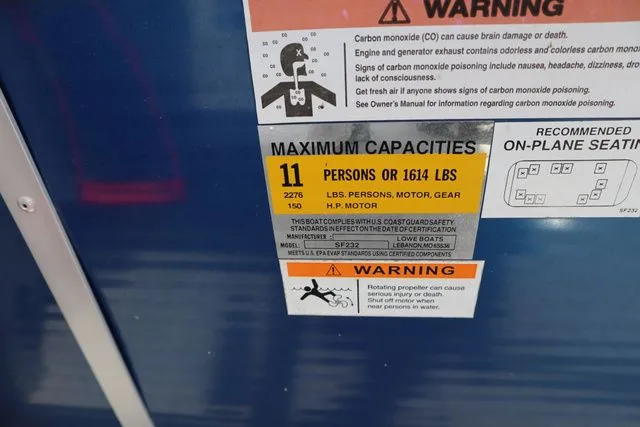 WARNING
Carbon monoxide (CO) can cause brain damage or death.
Engine and generator exhaust contains odorless and colorless carbon mono
Signs of carbon monoxide poisoning include nausea, headache, dizziness, dro
lack of consciousness.
Get fresh air if anyone shows signs of carbon monoxide poisoning.
See Owner's Manual for information regarding carbon monoxide poisoning.
MAXIMUM CAPACITIES
11 PERSONS OR 1614 LBS
2276 LBS. PERSONS, MOTOR, GEAR
150 H.P. MOTOR
THIS BOAT COMPLIES WITH U.S. COAST GUARD SAFETY
STANDARDS IN EFFECT ON THE DATE OF CERTIFICATION
MANUFACTURER: LOWE BOATS
MODEL: SF232 LEBANON, MO 65536
MEETS U.S. EPA EVAP STANDARDS USING CERTIFIED COMPONENTS
RECOMMENDED
ON-PLANE SEATIN
SF232
WARNING
Rotating propeller can cause
serious injury or death.
Shut off motor when
near persons in water.